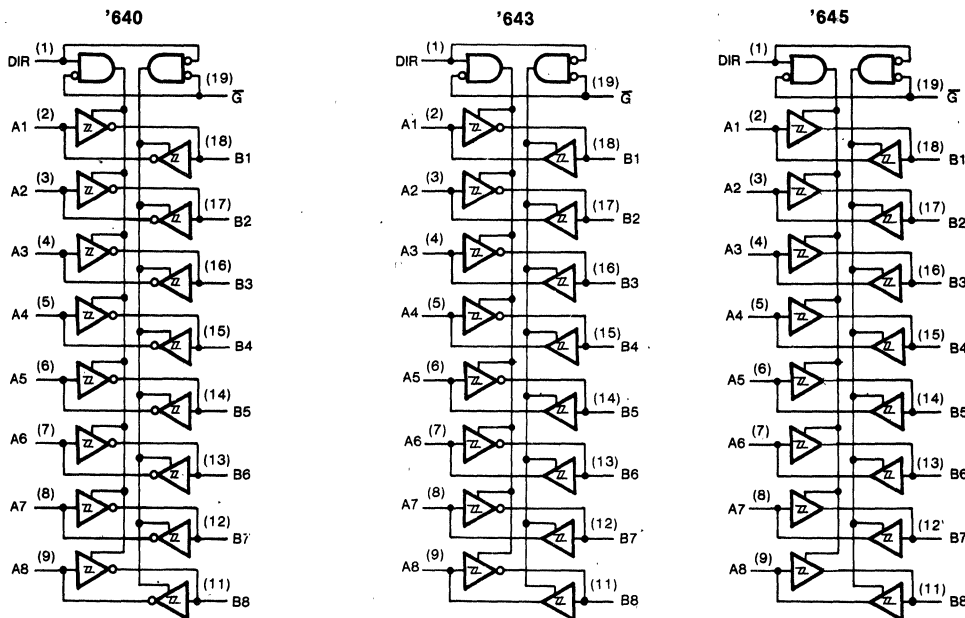 '640
(1)
DIR
(19)
G
(2)
A1
(18)
B1
(3)
A2
(17)
B2
(4)
A3
(16)
B3
(5)
A4
(15)
B4
(6)
A5
(14)
B5
(7)
A6
(13)
B6
(8)
A7
(12)
B7
(9)
A8
(11)
B8
'643
(1)
DIR
(19)
G
(2)
A1
(18)
B1
(3)
A2
(17)
B2
(4)
A3
(16)
B3
(5)
A4
(15)
B4
(6)
A5
(14)
B5
(7)
A6
(13)
B6
(8)
A7
(12)
B7
(9)
A8
(11)
B8
'645
(1)
DIR
(19)
G
(2)
A1
(18)
B1
(3)
A2
(17)
B2
(4)
A3
(16)
B3
(5)
A4
(15)
B4
(6)
A5
(14)
B5
(7)
A6
(13)
B6
(8)
A7
(12)
B7
(9)
A8
(11)
B8